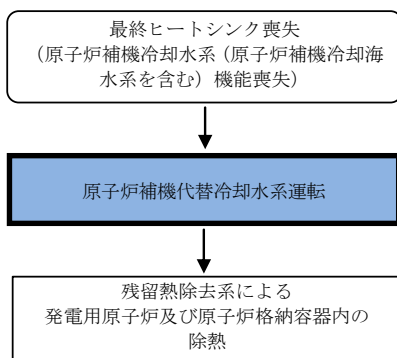 最終ヒートシンク喪失
（原子炉補機冷却水系（原子炉補機冷却海
水系を含む）機能喪失）
原子炉補機代替冷却水系運転
残留熱除去系による
発電用原子炉及び原子炉格納容器内の
除熱